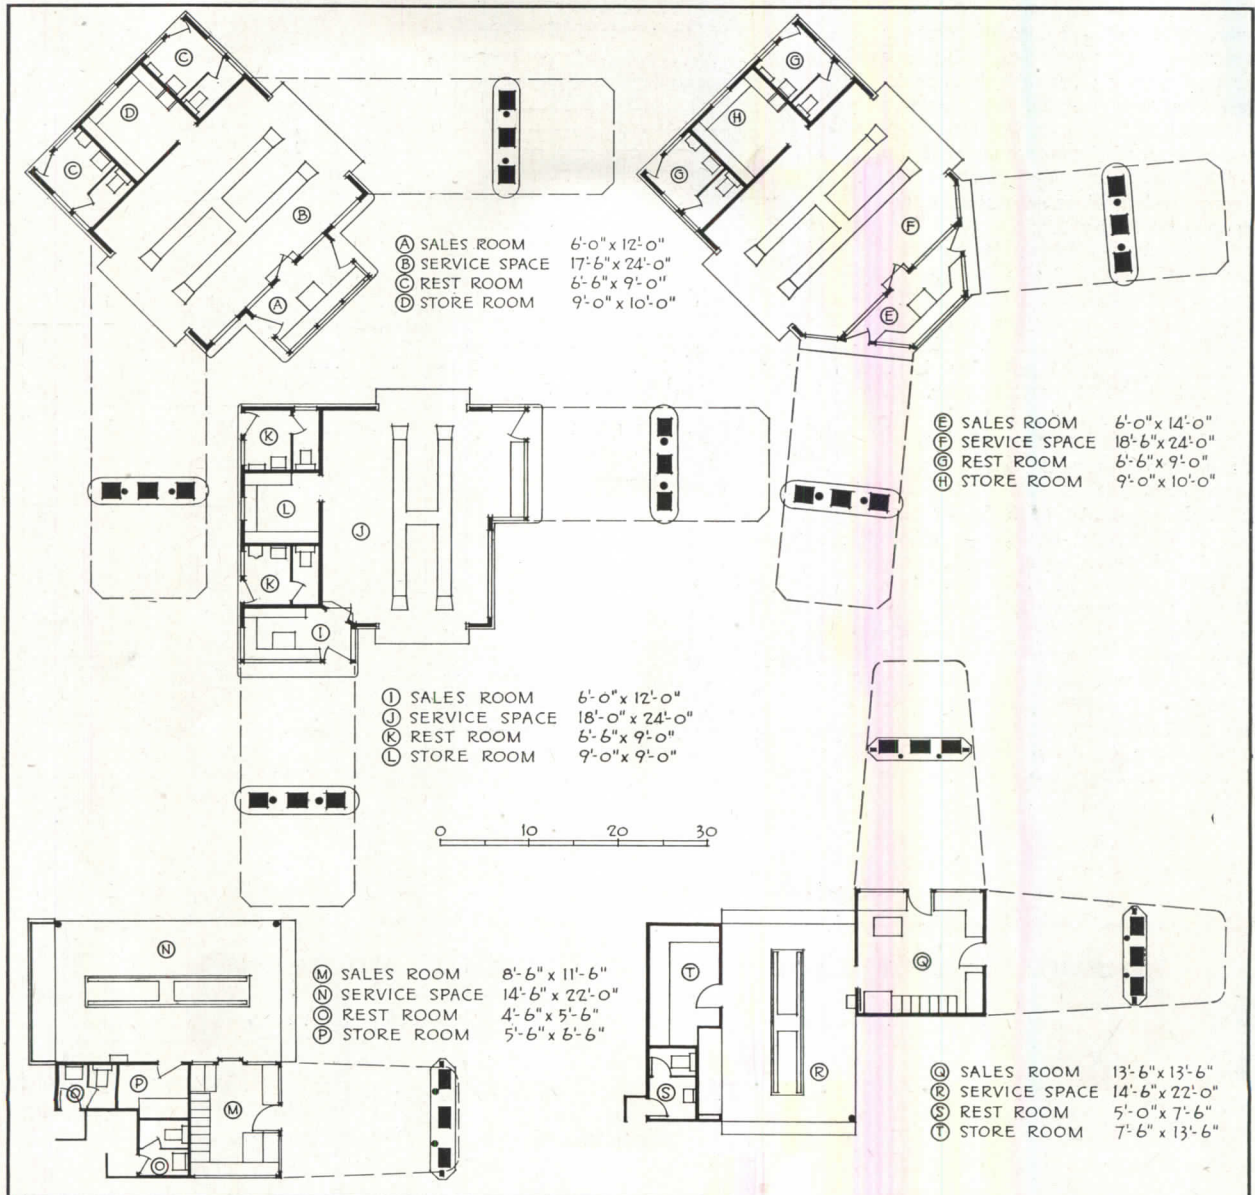 C
D
C
B
A
G
H
G
F
E
A SALES ROOM 6'-0" x 12'-0"
B SERVICE SPACE 17'-6" x 24'-0"
C REST ROOM 6'-6" x 9'-0"
D STORE ROOM 9'-0" x 10'-0"
E SALES ROOM 6'-0" x 14'-0"
F SERVICE SPACE 18'-6" x 24'-0"
G REST ROOM 6'-6" x 9'-0"
H STORE ROOM 9'-0" x 10'-0"
K
L
J
K
I
I SALES ROOM 6'-0" x 12'-0"
J SERVICE SPACE 18'-0" x 24'-0"
K REST ROOM 6'-6" x 9'-0"
L STORE ROOM 9'-0" x 9'-0"
0 10 20 30
N
O
P
M
O
M SALES ROOM 8'-6" x 11'-6"
N SERVICE SPACE 14'-6" x 22'-0"
O REST ROOM 4'-6" x 5'-6"
P STORE ROOM 5'-6" x 6'-6"
T
Q
S
R
Q SALES ROOM 13'-6" x 13'-6"
R SERVICE SPACE 14'-6" x 22'-0"
S REST ROOM 5'-0" x 7'-6"
T STORE ROOM 7'-6" x 13'-6"